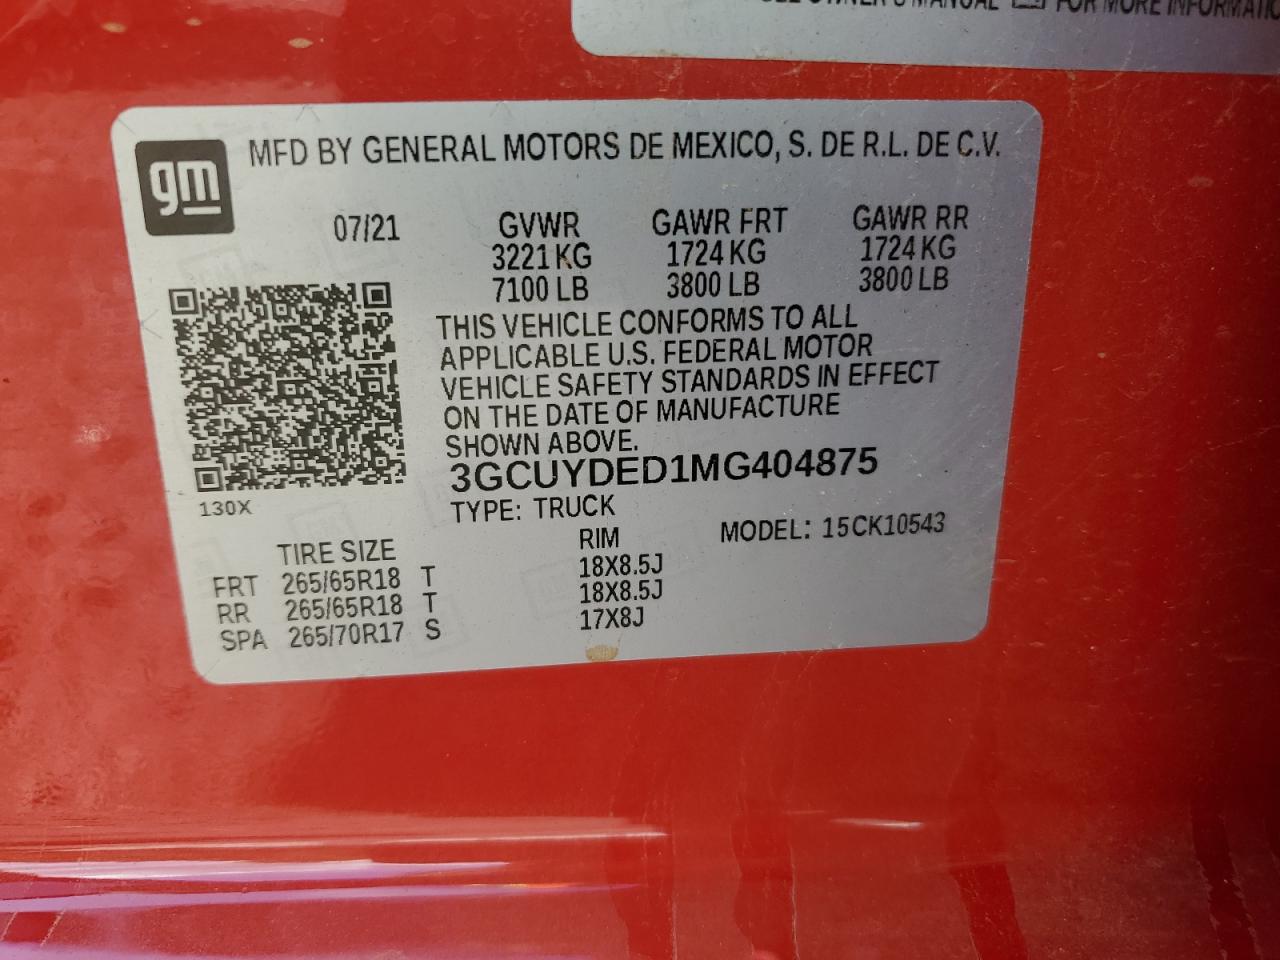 OWNER'S MANUAL FOR MORE INFORMATIO
gm
MFD BY GENERAL MOTORS DE MEXICO, S. DE R.L. DE C.V.
07/21 GVWR GAWR FRT GAWR RR
3221 KG 1724 KG 1724 KG
7100 LB 3800 LB 3800 LB
THIS VEHICLE CONFORMS TO ALL
APPLICABLE U.S. FEDERAL MOTOR
VEHICLE SAFETY STANDARDS IN EFFECT
ON THE DATE OF MANUFACTURE
SHOWN ABOVE.
3GCUYDED1MG404875
130X
TYPE: TRUCK MODEL: 15CK10543
TIRE SIZE RIM
FRT 265/65R18 T 18X8.5J
RR 265/65R18 T 18X8.5J
SPA 265/70R17 S 17X8J